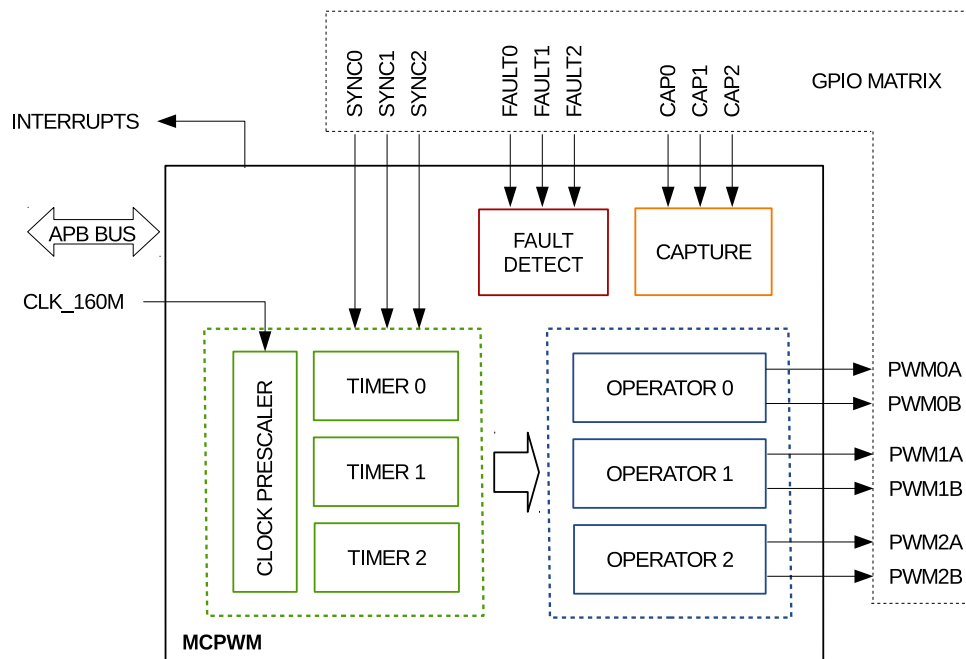 SYNC0
SYNC1
SYNC2
FAULT0
FAULT1
FAULT2
CAP0
CAP1
CAP2
GPIO MATRIX
INTERRUPTS
APB BUS
CLK_160M
FAULT
DETECT
CAPTURE
CLOCK PRESCALER
TIMER 0
TIMER 1
TIMER 2
OPERATOR 0
OPERATOR 1
OPERATOR 2
PWM0A
PWM0B
PWM1A
PWM1B
PWM2A
PWM2B
MCPWM